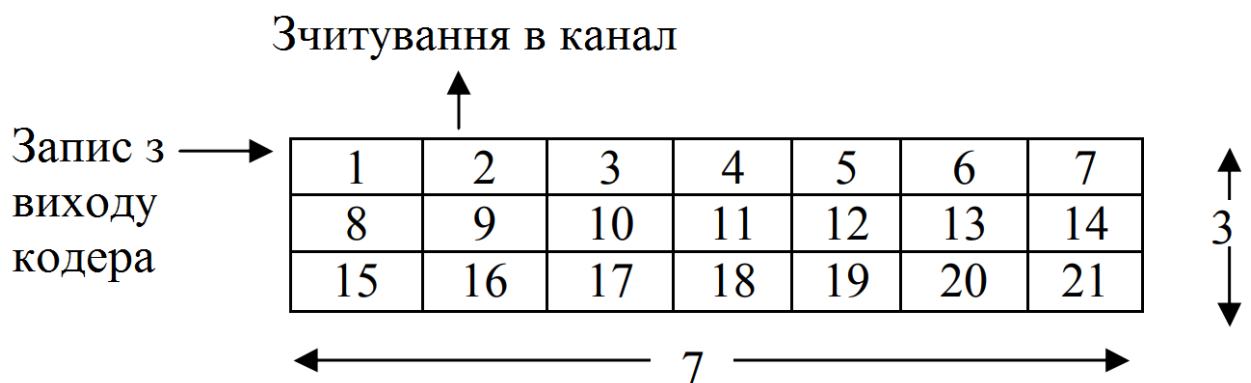 Зчитування в канал
Запис з
виходу
кодера
1 2 3 4 5 6 7
8 9 10 11 12 13 14
15 16 17 18 19 20 21
3
7